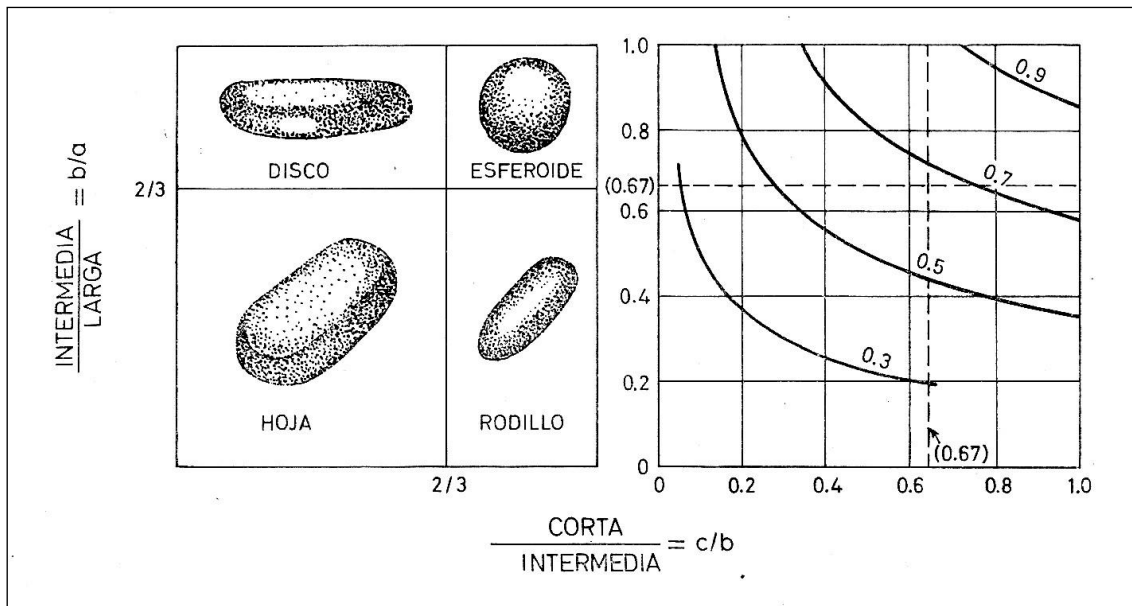 INTERMEDIA
LARGA
= b/a
2/3
DISCO
ESFEROIDE
HOJA
RODILLO
2/3
1.0
0.8
(0.67)
0.6
0.4
0.2
0
0.9
0.7
0.5
0.3
(0.67)
0 0.2 0.4 0.6 0.8 1.0
CORTA
INTERMEDIA
= c/b